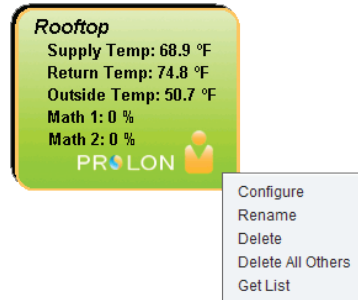 Rooftop
Supply Temp: 68.9 °F
Return Temp: 74.8 °F
Outside Temp: 50.7 °F
Math 1: 0 %
Math 2: 0 %
PROLON
Configure
Rename
Delete
Delete All Others
Get List